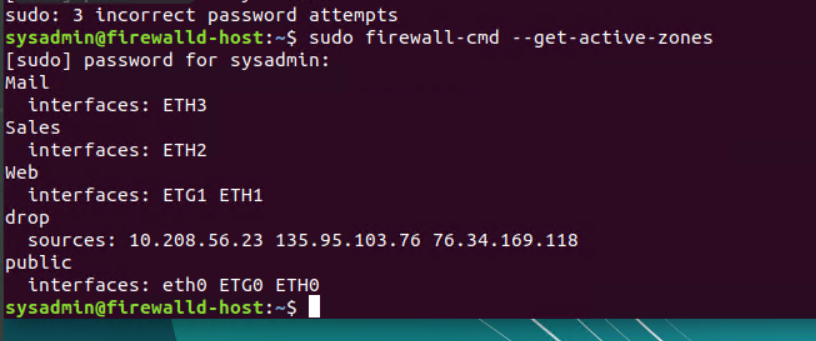 sudo: 3 incorrect password attempts
sysadmin@firewalld-host:~$ sudo firewall-cmd --get-active-zones
[sudo] password for sysadmin:
Mail
  interfaces: ETH3
Sales
  interfaces: ETH2
Web
  interfaces: ETG1 ETH1
drop
  sources: 10.208.56.23 135.95.103.76 76.34.169.118
public
  interfaces: eth0 ETG0 ETH0
sysadmin@firewalld-host:~$